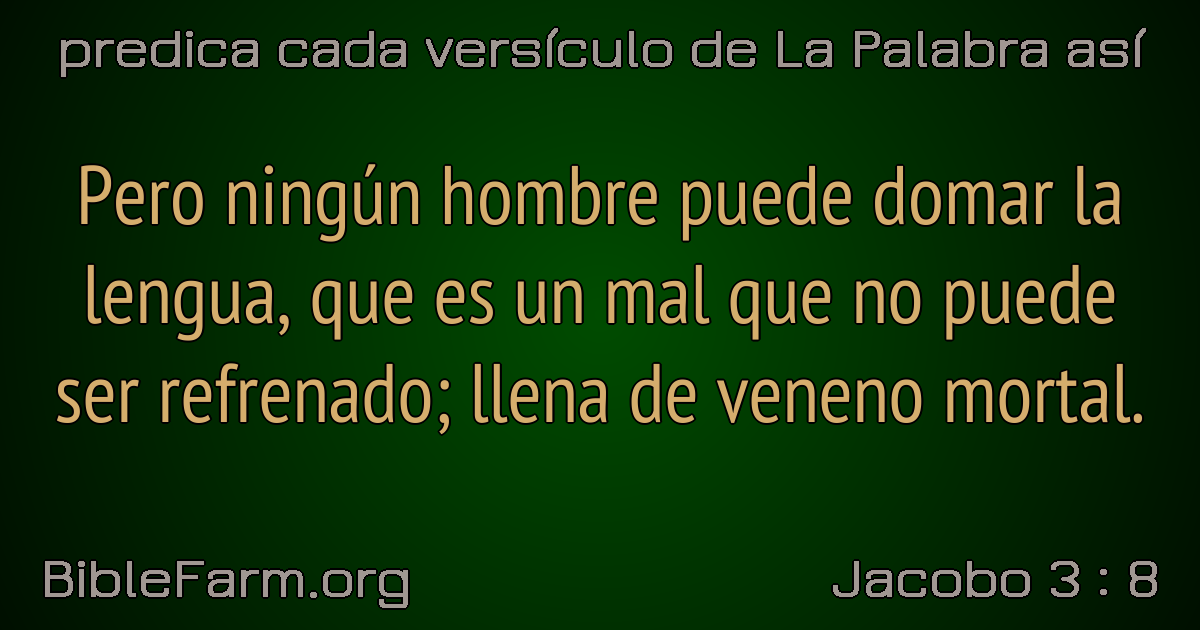 predica cada versículo de La Palabra así
Pero ningún hombre puede domar la
lengua, que es un mal que no puede
ser refrenado; llena de veneno mortal.
BibleFarm.org
Jacobo 3 : 8